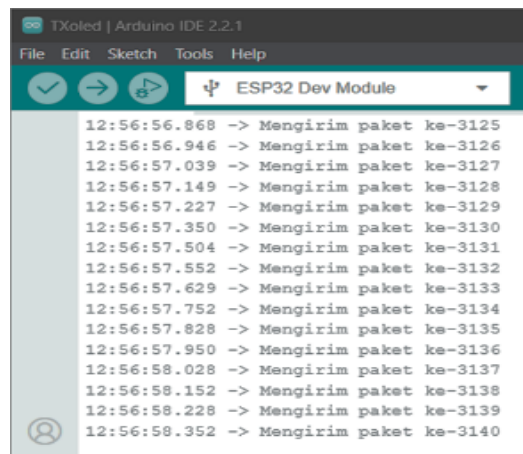 TXoled | Arduino IDE 2.2.1
File Edit Sketch Tools Help
ESP32 Dev Module
12:56:56.868 -> Mengirim paket ke-3125
12:56:56.946 -> Mengirim paket ke-3126
12:56:57.039 -> Mengirim paket ke-3127
12:56:57.149 -> Mengirim paket ke-3128
12:56:57.227 -> Mengirim paket ke-3129
12:56:57.350 -> Mengirim paket ke-3130
12:56:57.504 -> Mengirim paket ke-3131
12:56:57.552 -> Mengirim paket ke-3132
12:56:57.629 -> Mengirim paket ke-3133
12:56:57.752 -> Mengirim paket ke-3134
12:56:57.828 -> Mengirim paket ke-3135
12:56:57.950 -> Mengirim paket ke-3136
12:56:58.028 -> Mengirim paket ke-3137
12:56:58.152 -> Mengirim paket ke-3138
12:56:58.228 -> Mengirim paket ke-3139
12:56:58.352 -> Mengirim paket ke-3140